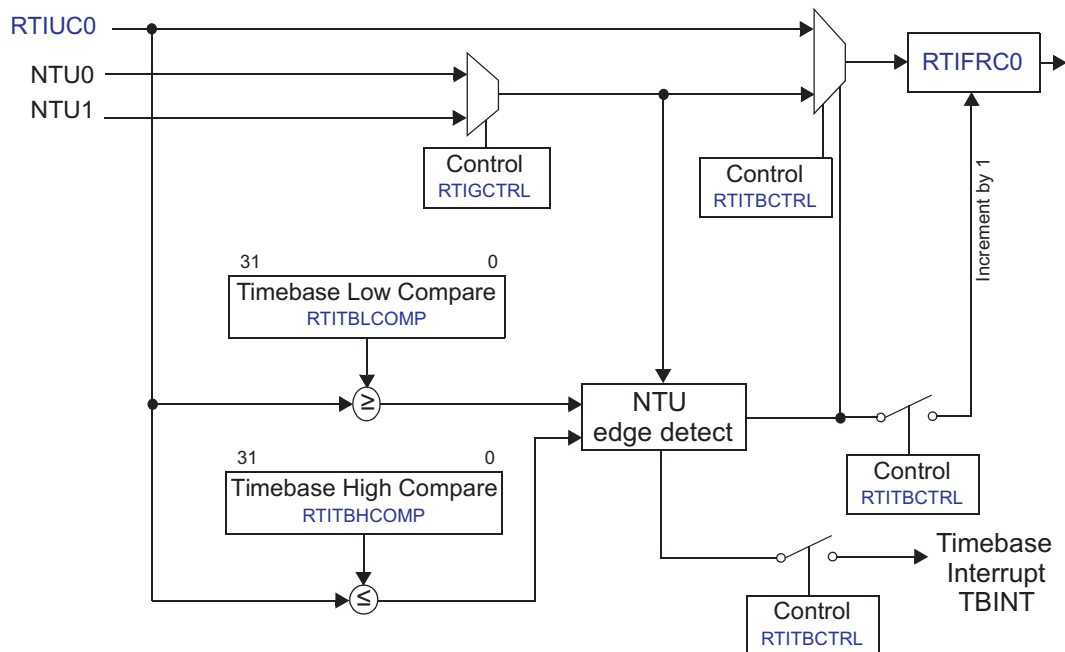 RTIUC0
NTU0
NTU1
RTIFRC0
Control
RTIGCTRL
Control
RTITBCTRL
Increment by 1
31 0
Timebase Low Compare
RTITBLCOMP
≥
NTU
edge detect
31 0
Timebase High Compare
RTITBHCOMP
≤
Control
RTITBCTRL
Timebase
Interrupt
TBINT
Control
RTITBCTRL